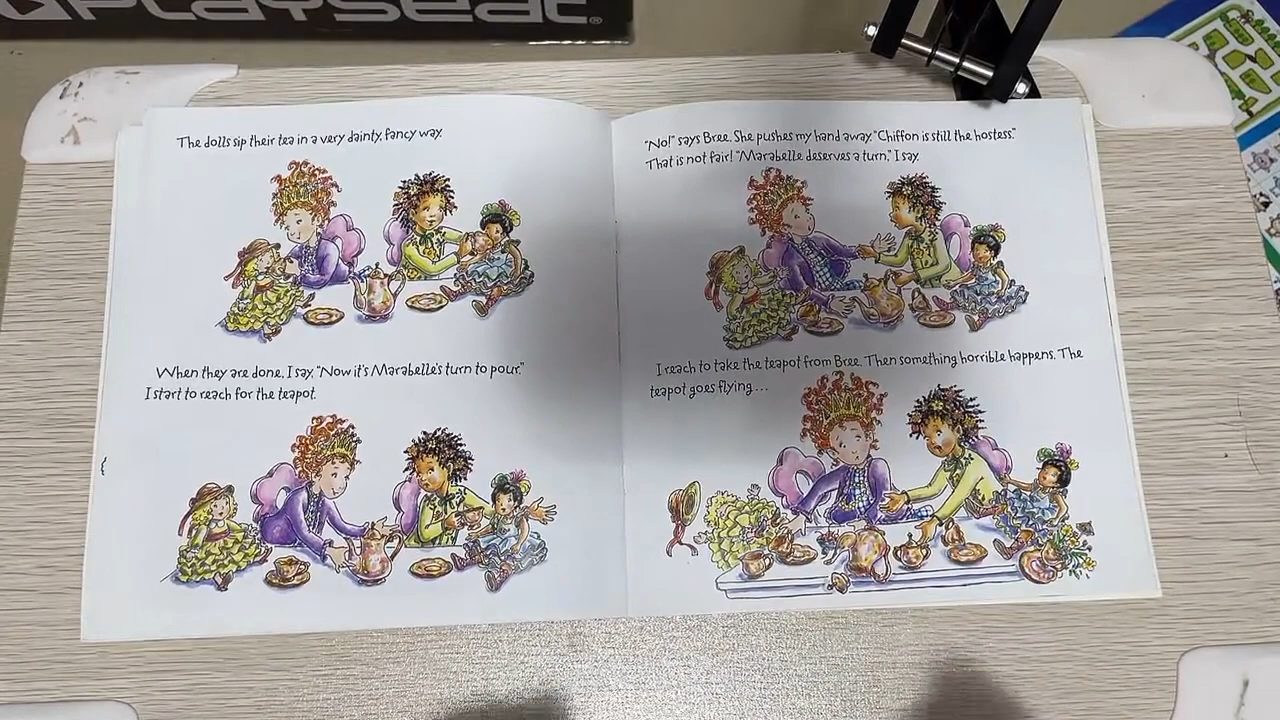 PLAYSEAT®
The dolls sip their tea in a very dainty, fancy way.
When they are done, I say, "Now it's Marabelle's turn to pour."
I start to reach for the teapot.
"No!" says Bree. She pushes my hand away. "Chiffon is still the hostess."
That is not fair! "Marabelle deserves a turn," I say.
I reach to take the teapot from Bree. Then something horrible happens. The
teapot goes flying . . .